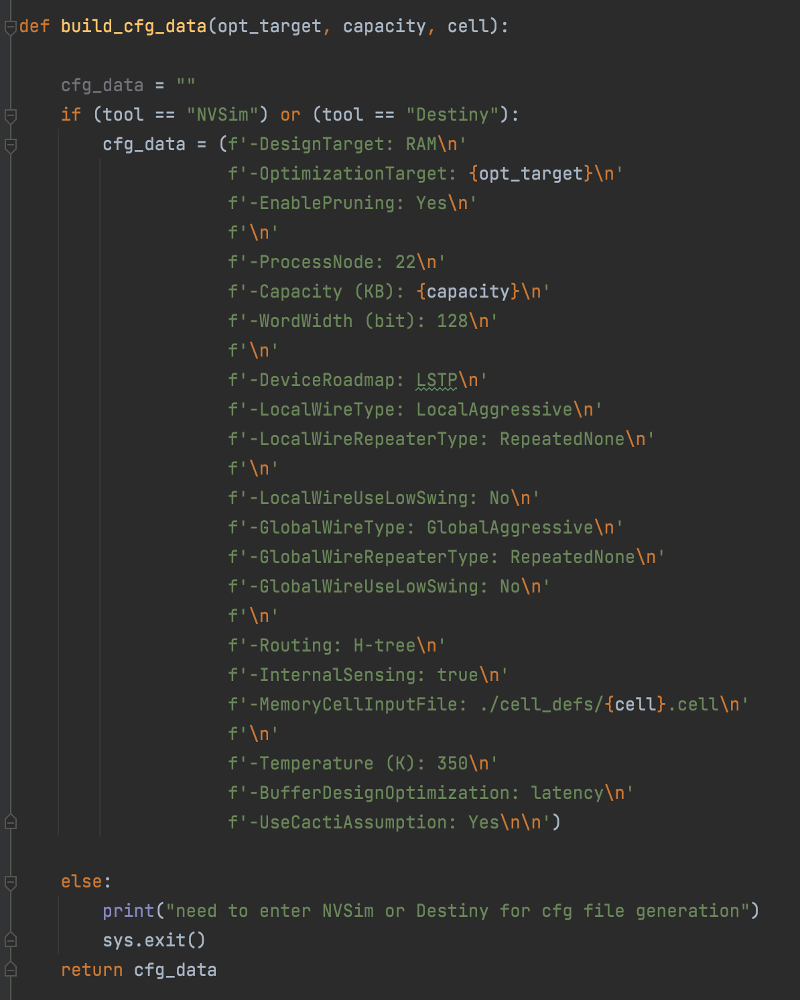 def build_cfg_data(opt_target, capacity, cell):

    cfg_data = ""
    if (tool == "NVSim") or (tool == "Destiny"):
        cfg_data = (f'-DesignTarget: RAM\n'
                    f'-OptimizationTarget: {opt_target}\n'
                    f'-EnablePruning: Yes\n'
                    f'\n'
                    f'-ProcessNode: 22\n'
                    f'-Capacity (KB): {capacity}\n'
                    f'-WordWidth (bit): 128\n'
                    f'\n'
                    f'-DeviceRoadmap: LSTP\n'
                    f'-LocalWireType: LocalAggressive\n'
                    f'-LocalWireRepeaterType: RepeatedNone\n'
                    f'\n'
                    f'-LocalWireUseLowSwing: No\n'
                    f'-GlobalWireType: GlobalAggressive\n'
                    f'-GlobalWireRepeaterType: RepeatedNone\n'
                    f'-GlobalWireUseLowSwing: No\n'
                    f'\n'
                    f'-Routing: H-tree\n'
                    f'-InternalSensing: true\n'
                    f'-MemoryCellInputFile: ./cell_defs/{cell}.cell\n'
                    f'\n'
                    f'-Temperature (K): 350\n'
                    f'-BufferDesignOptimization: latency\n'
                    f'-UseCactiAssumption: Yes\n\n')

    else:
        print("need to enter NVSim or Destiny for cfg file generation")
        sys.exit()
    return cfg_data